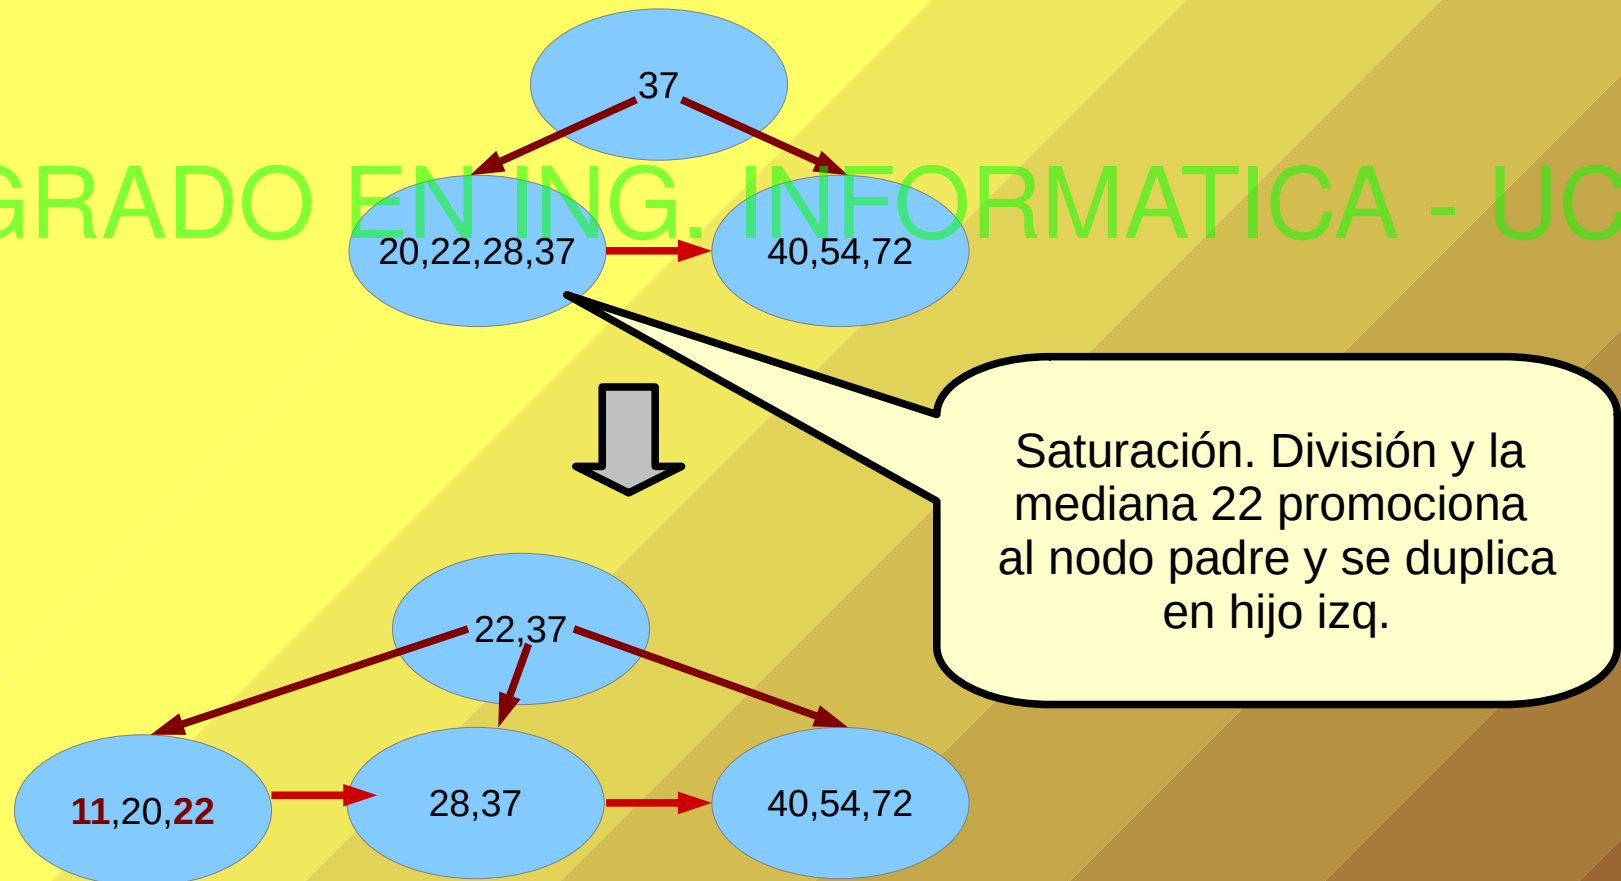 37
GRADO EN ING. INFORMATICA - UC
20,22,28,37
40,54,72
Saturación. División y la
mediana 22 promociona
al nodo padre y se duplica
en hijo izq.
22,37
11,20,22
28,37
40,54,72